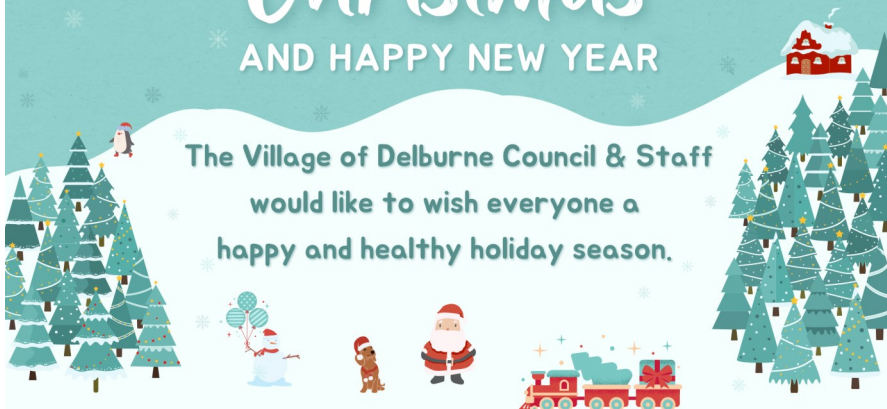 Christmas
AND HAPPY NEW YEAR
The Village of Delburne Council & Staff
would like to wish everyone a
happy and healthy holiday season.